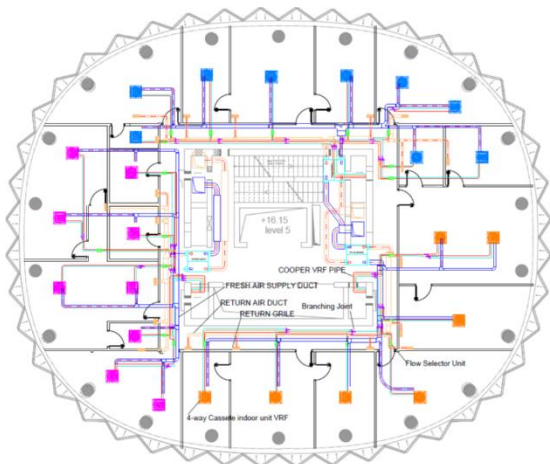 +16.15
level 5
COOPER VRF PIPE
FRESH AIR SUPPLY DUCT
RETURN AIR DUCT
Branching Joint
RETURN GRILE
Flow Selector Unit
4-way Cassete indoor unit VRF